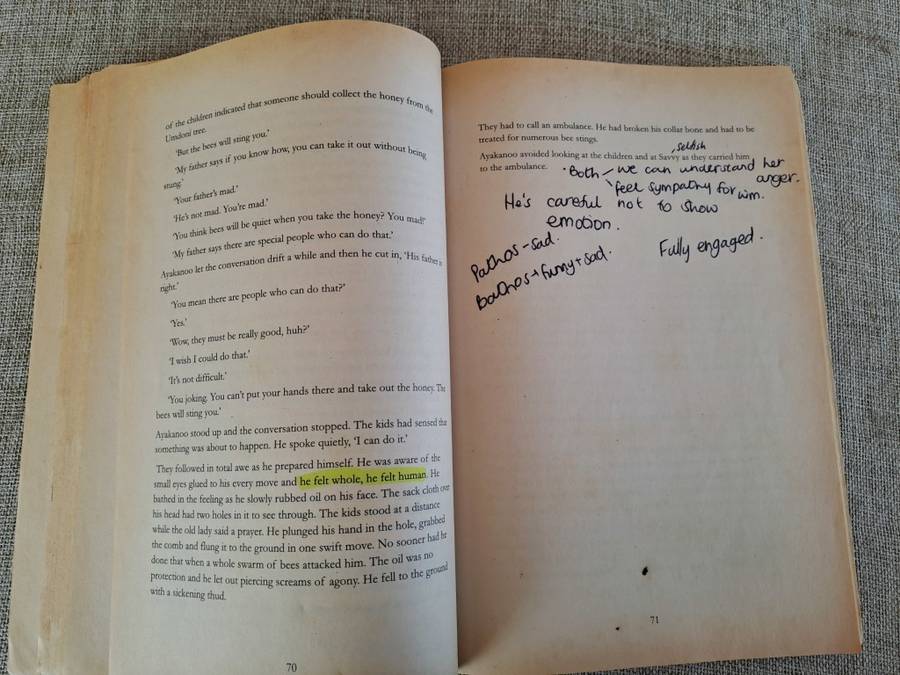 of the children indicated that someone should collect the honey from the
Umdoni tree.
'But the bees will sting you.'
'My father says if you know how, you can take it out without being
stung.'
'Your father's mad.'
'He's not mad. You're mad.'
'You think bees will be quiet when you take the honey? You mad!'
'My father says there are special people who can do that.'
Ayakanoo let the conversation drift a while and then he cut in, 'His father is
right.'
'You mean there are people who can do that?'
'Yes.'
'Wow, they must be really good, huh?'
'I wish I could do that.'
'It's not difficult.'
'You joking. You can't put your hands there and take out the honey. The
bees will sting you.'
Ayakanoo stood up and the conversation stopped. The kids had sensed that
something was about to happen. He spoke quietly, 'I can do it.'
They followed in total awe as he prepared himself. He was aware of the
small eyes glued to his every move and he felt whole, he felt human. He
bathed in the feeling as he slowly rubbed oil on his face. The sack cloth over
his head had two holes in it to see through. The kids stood at a distance
while the old lady said a prayer. He plunged his hand in the hole, grabbed
the comb and flung it to the ground in one swift move. No sooner had he
done that when a whole swarm of bees attacked him. The oil was no
protection and he let out piercing screams of agony. He fell to the ground
with a sickening thud.
70
They had to call an ambulance. He had broken his collar bone and had to be
treated for numerous bee stings.
selfish
Ayakanoo avoided looking at the children and at Savvy as they carried him
to the ambulance.
• Both – we can understand her
anger.
feel sympathy for him.
He's careful not to show
emotion.
Pathos – sad.
Bathos + funny + sad.
Fully engaged.
71